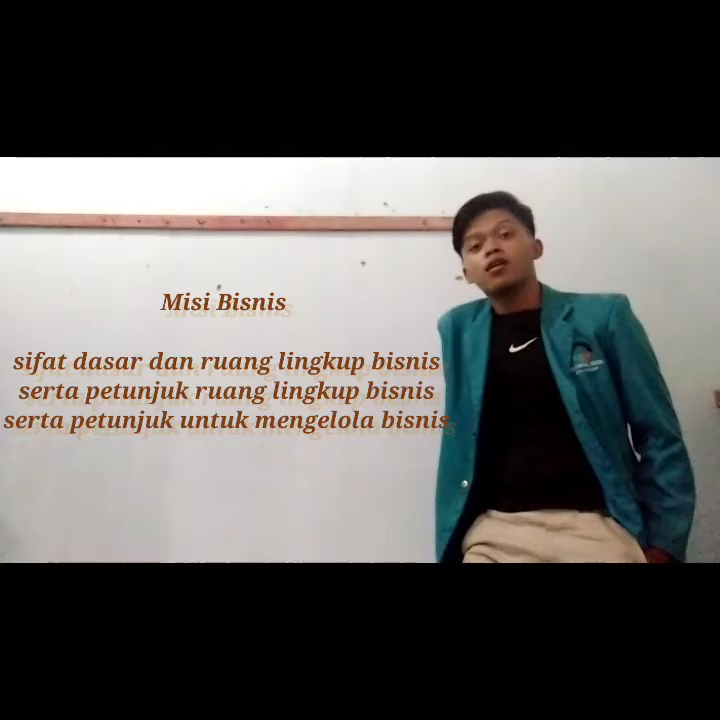 Misi Bisnis
sifat dasar dan ruang lingkup bisnis
serta petunjuk ruang lingkup bisnis
serta petunjuk untuk mengelola bisnis